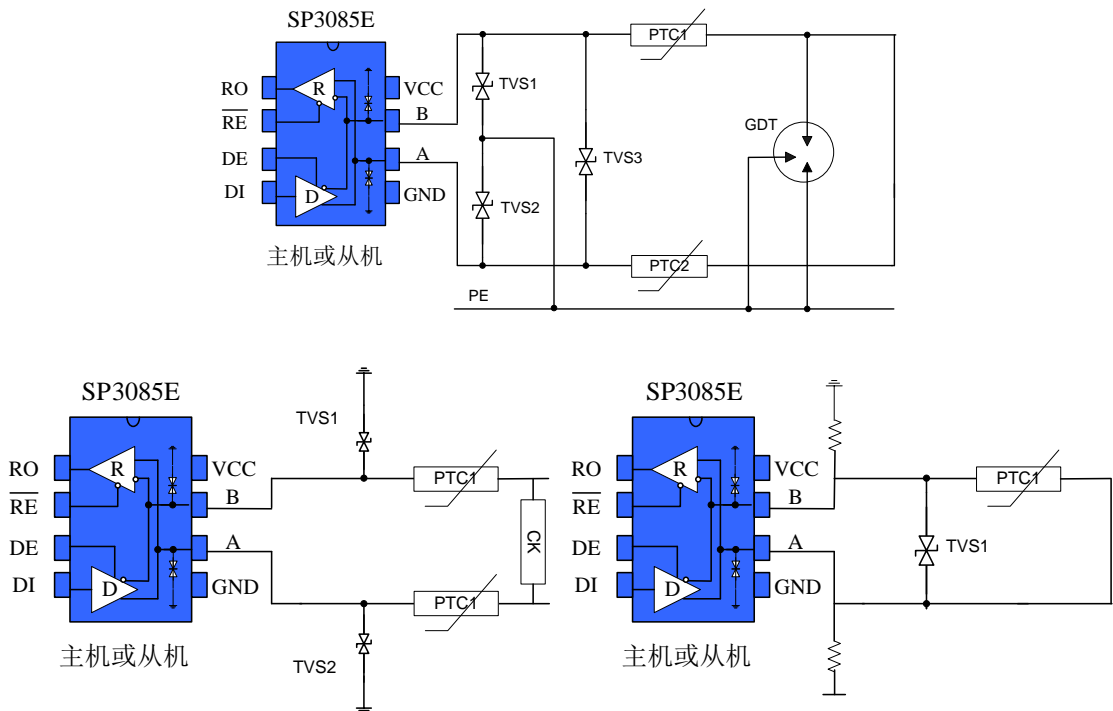 SP3085E
PTC1
RO
R
VCC
TVS1
RE
B
GDT
DE
A
TVS3
DI
D
GND
TVS2
主机或从机
PTC2
PE
SP3085E
TVS1
RO
R
VCC
PTC1
RE
B
CK
DE
A
DI
D
GND
PTC1
主机或从机
TVS2
SP3085E
RO
R
VCC
PTC1
RE
B
DE
A
TVS1
DI
D
GND
主机或从机